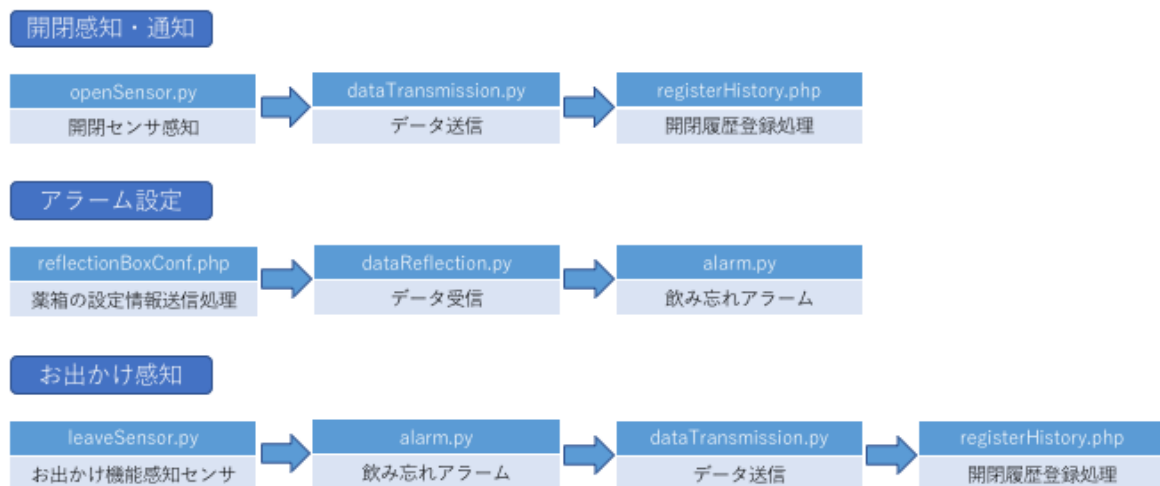 開閉感知・通知
openSensor.py
開閉センサ感知
dataTransmission.py
データ送信
registerHistory.php
開閉履歴登録処理
アラーム設定
reflectionBoxConf.php
薬箱の設定情報送信処理
dataReflection.py
データ受信
alarm.py
飲み忘れアラーム
お出かけ感知
leaveSensor.py
お出かけ機能感知センサ
alarm.py
飲み忘れアラーム
dataTransmission.py
データ送信
registerHistory.php
開閉履歴登録処理